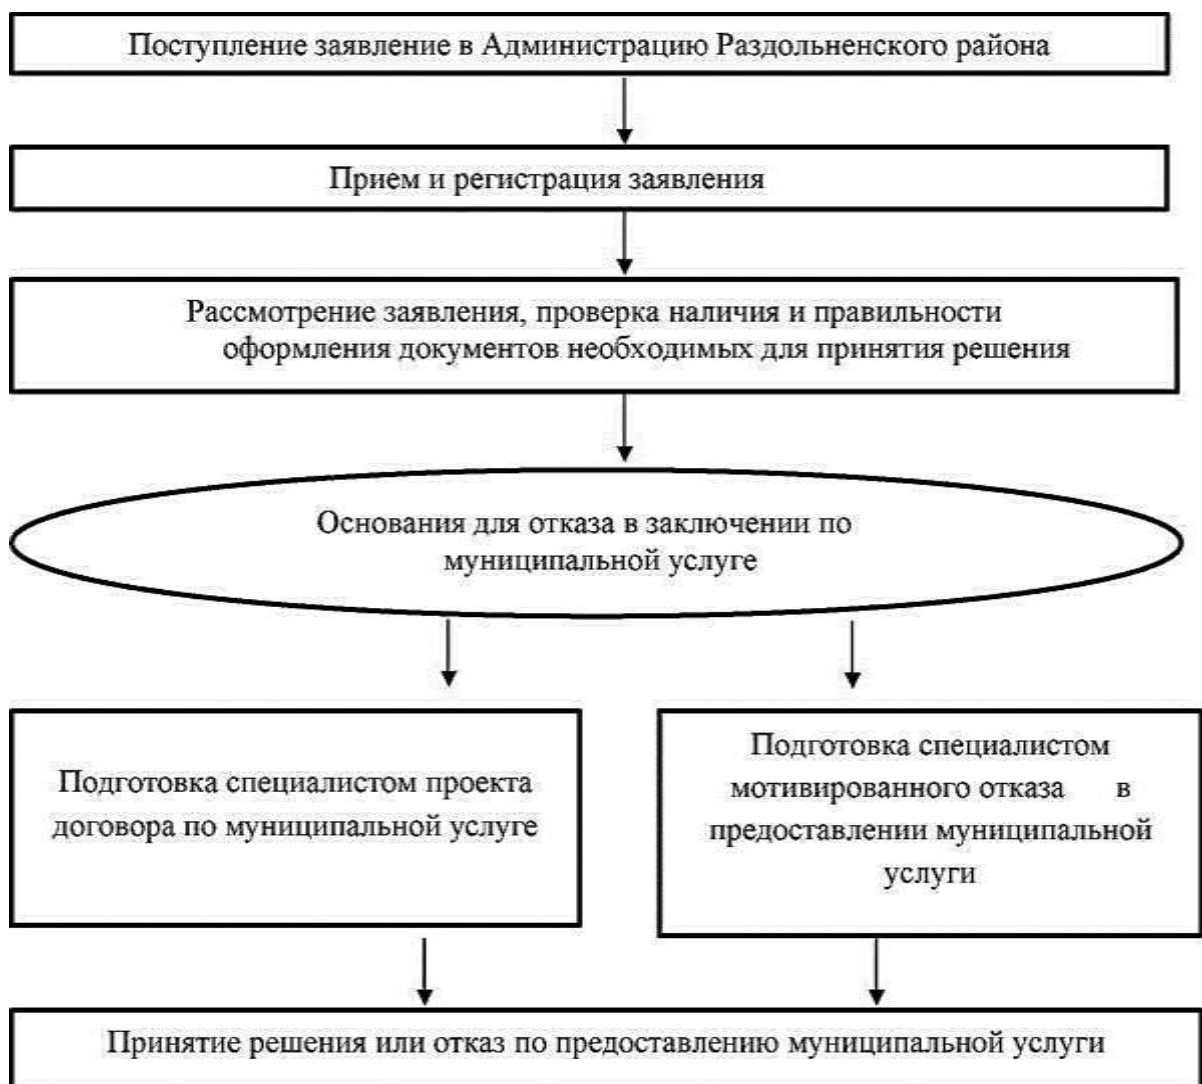 Поступление заявление в Администрацию Раздольненского района
Прием и регистрация заявления
Рассмотрение заявления, проверка наличия и правильности
оформления документов необходимых для принятия решения
Основания для отказа в заключении по
муниципальной услуге
Подготовка специалистом проекта
договора по муниципальной услуге
Подготовка специалистом
мотивированного отказа в
предоставлении муниципальной
услуги
Принятие решения или отказ по предоставлению муниципальной услуги